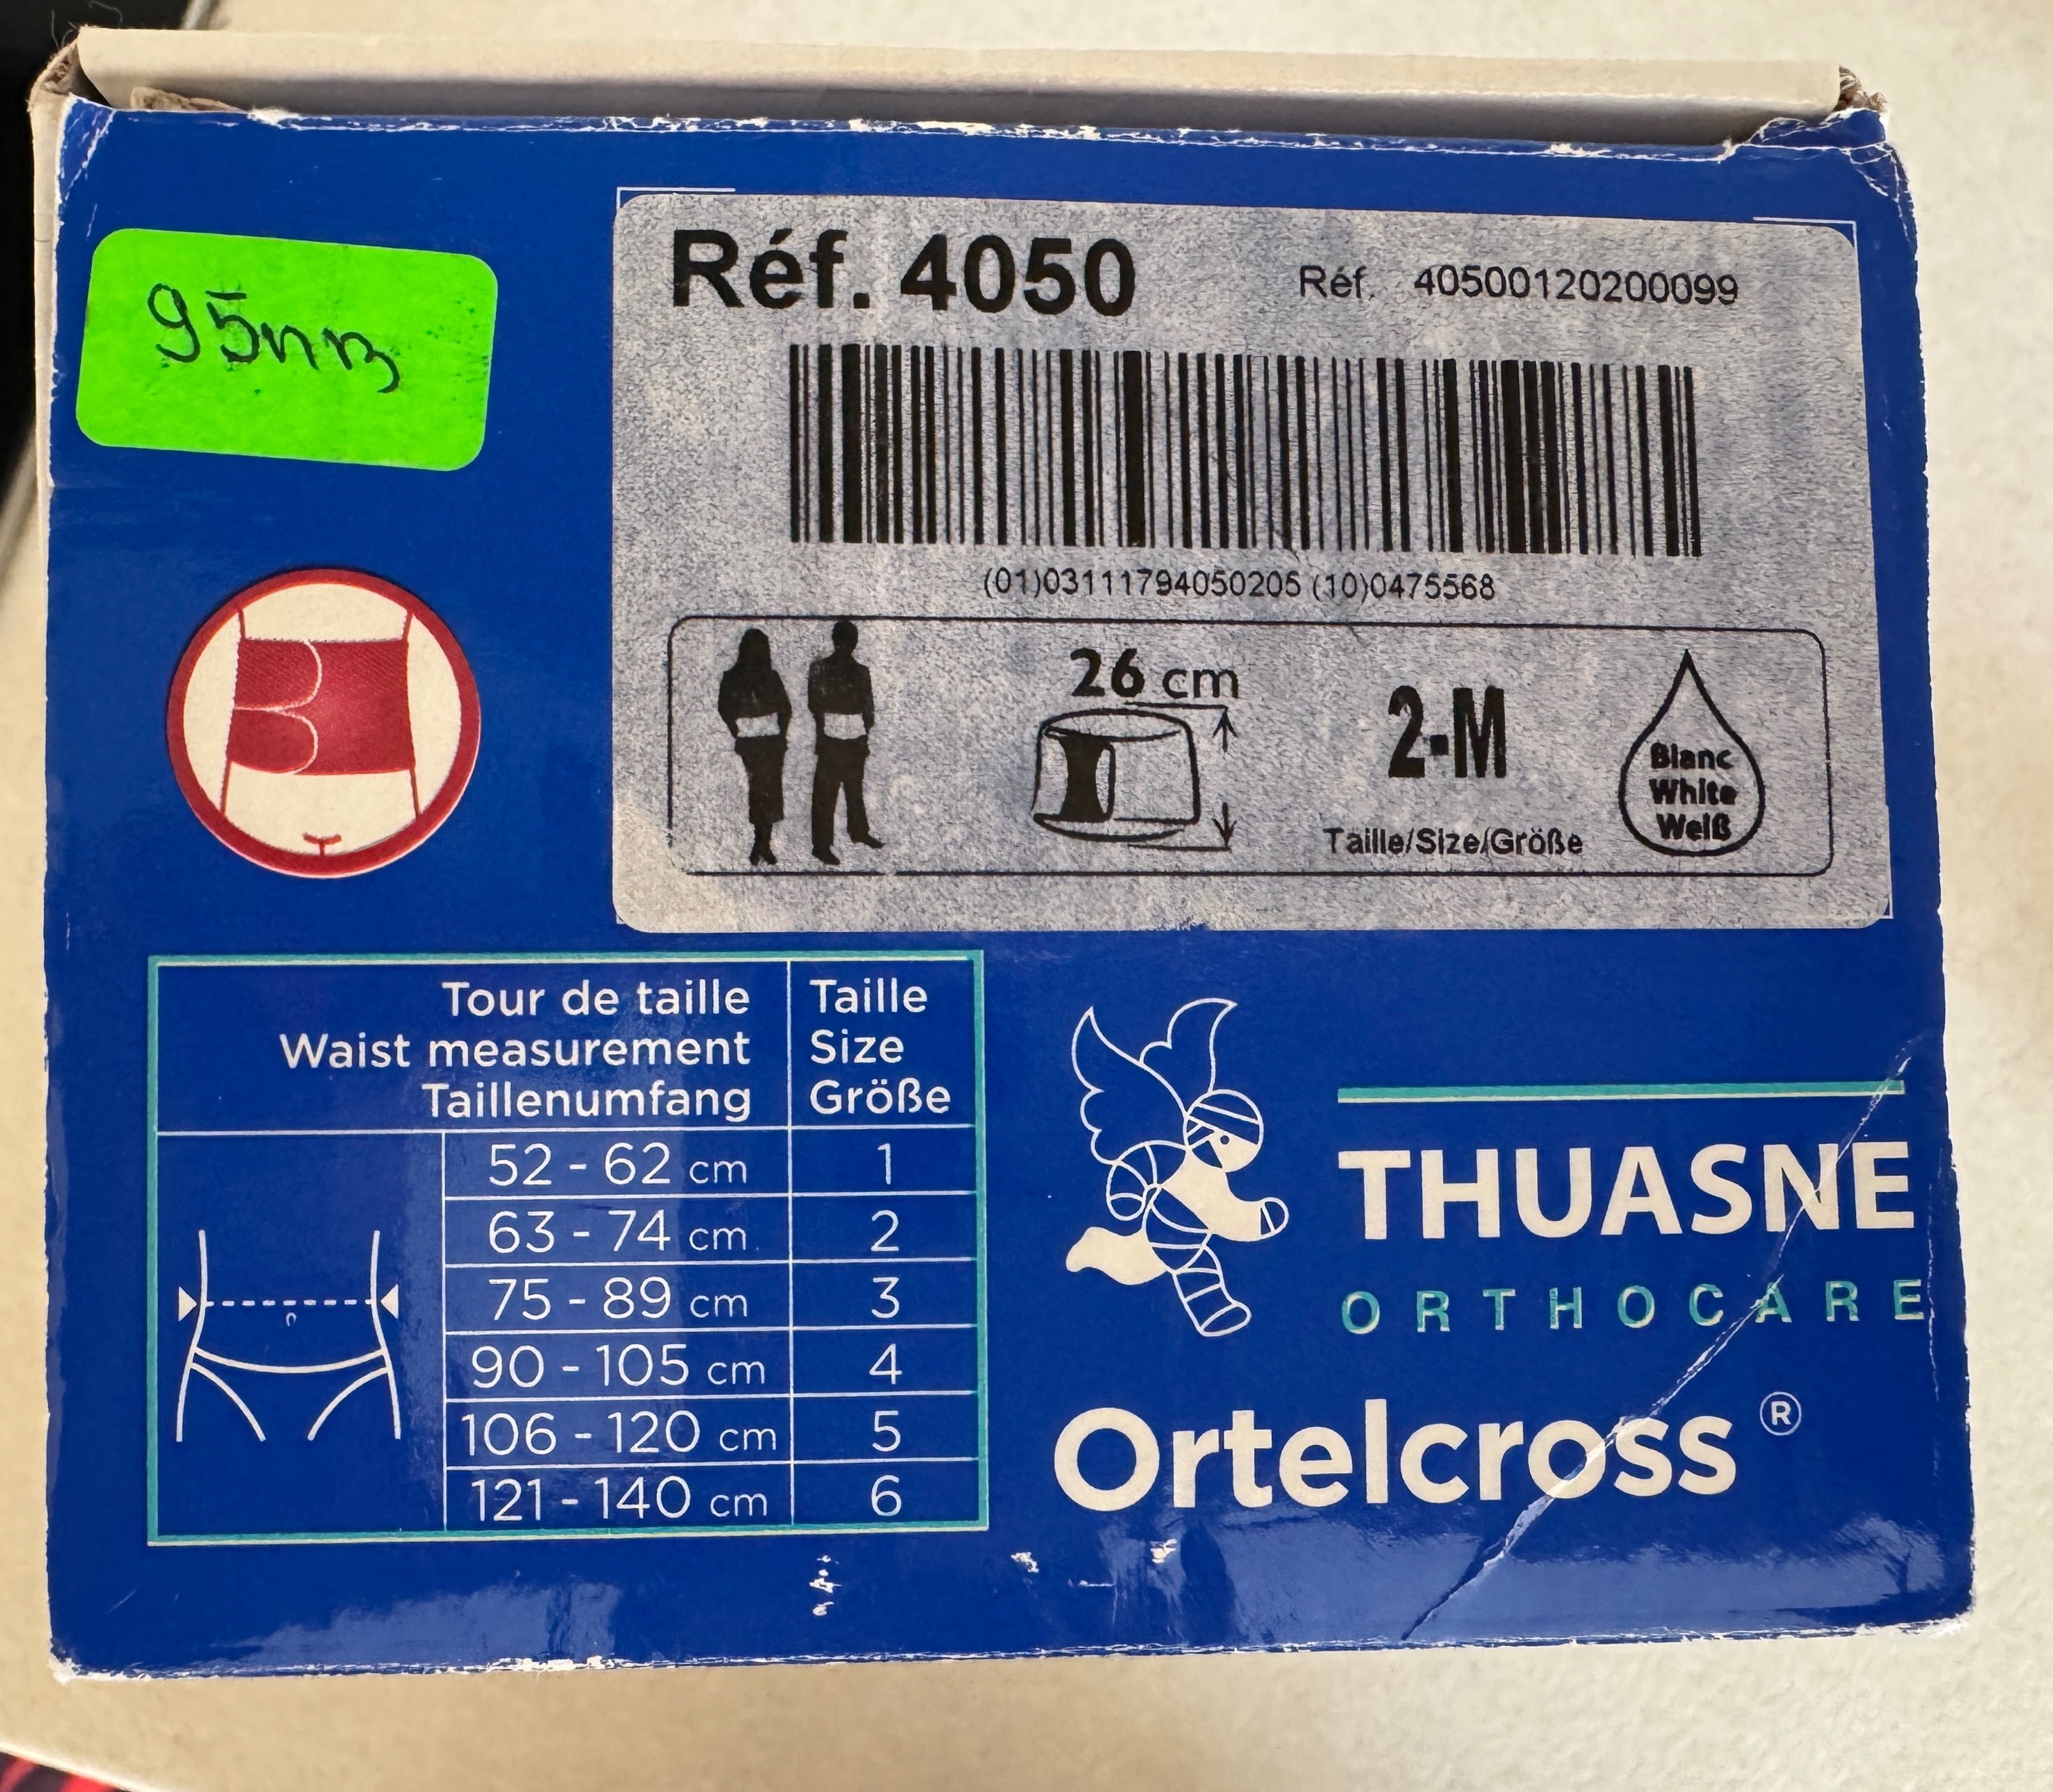 Réf. 4050
Réf. 40500120200099
(01)03111794050205 (10)0475568
26 cm
2-M
Taille/Size/Größe
Blanc
White
Weiß
Tour de taille
Waist measurement
Taillenumfang
Taille
Size
Größe
52 - 62 cm 1
63 - 74 cm 2
75 - 89 cm 3
90 - 105 cm 4
106 - 120 cm 5
121 - 140 cm 6
THUASNE
ORTHOCARE
Ortelcross ®